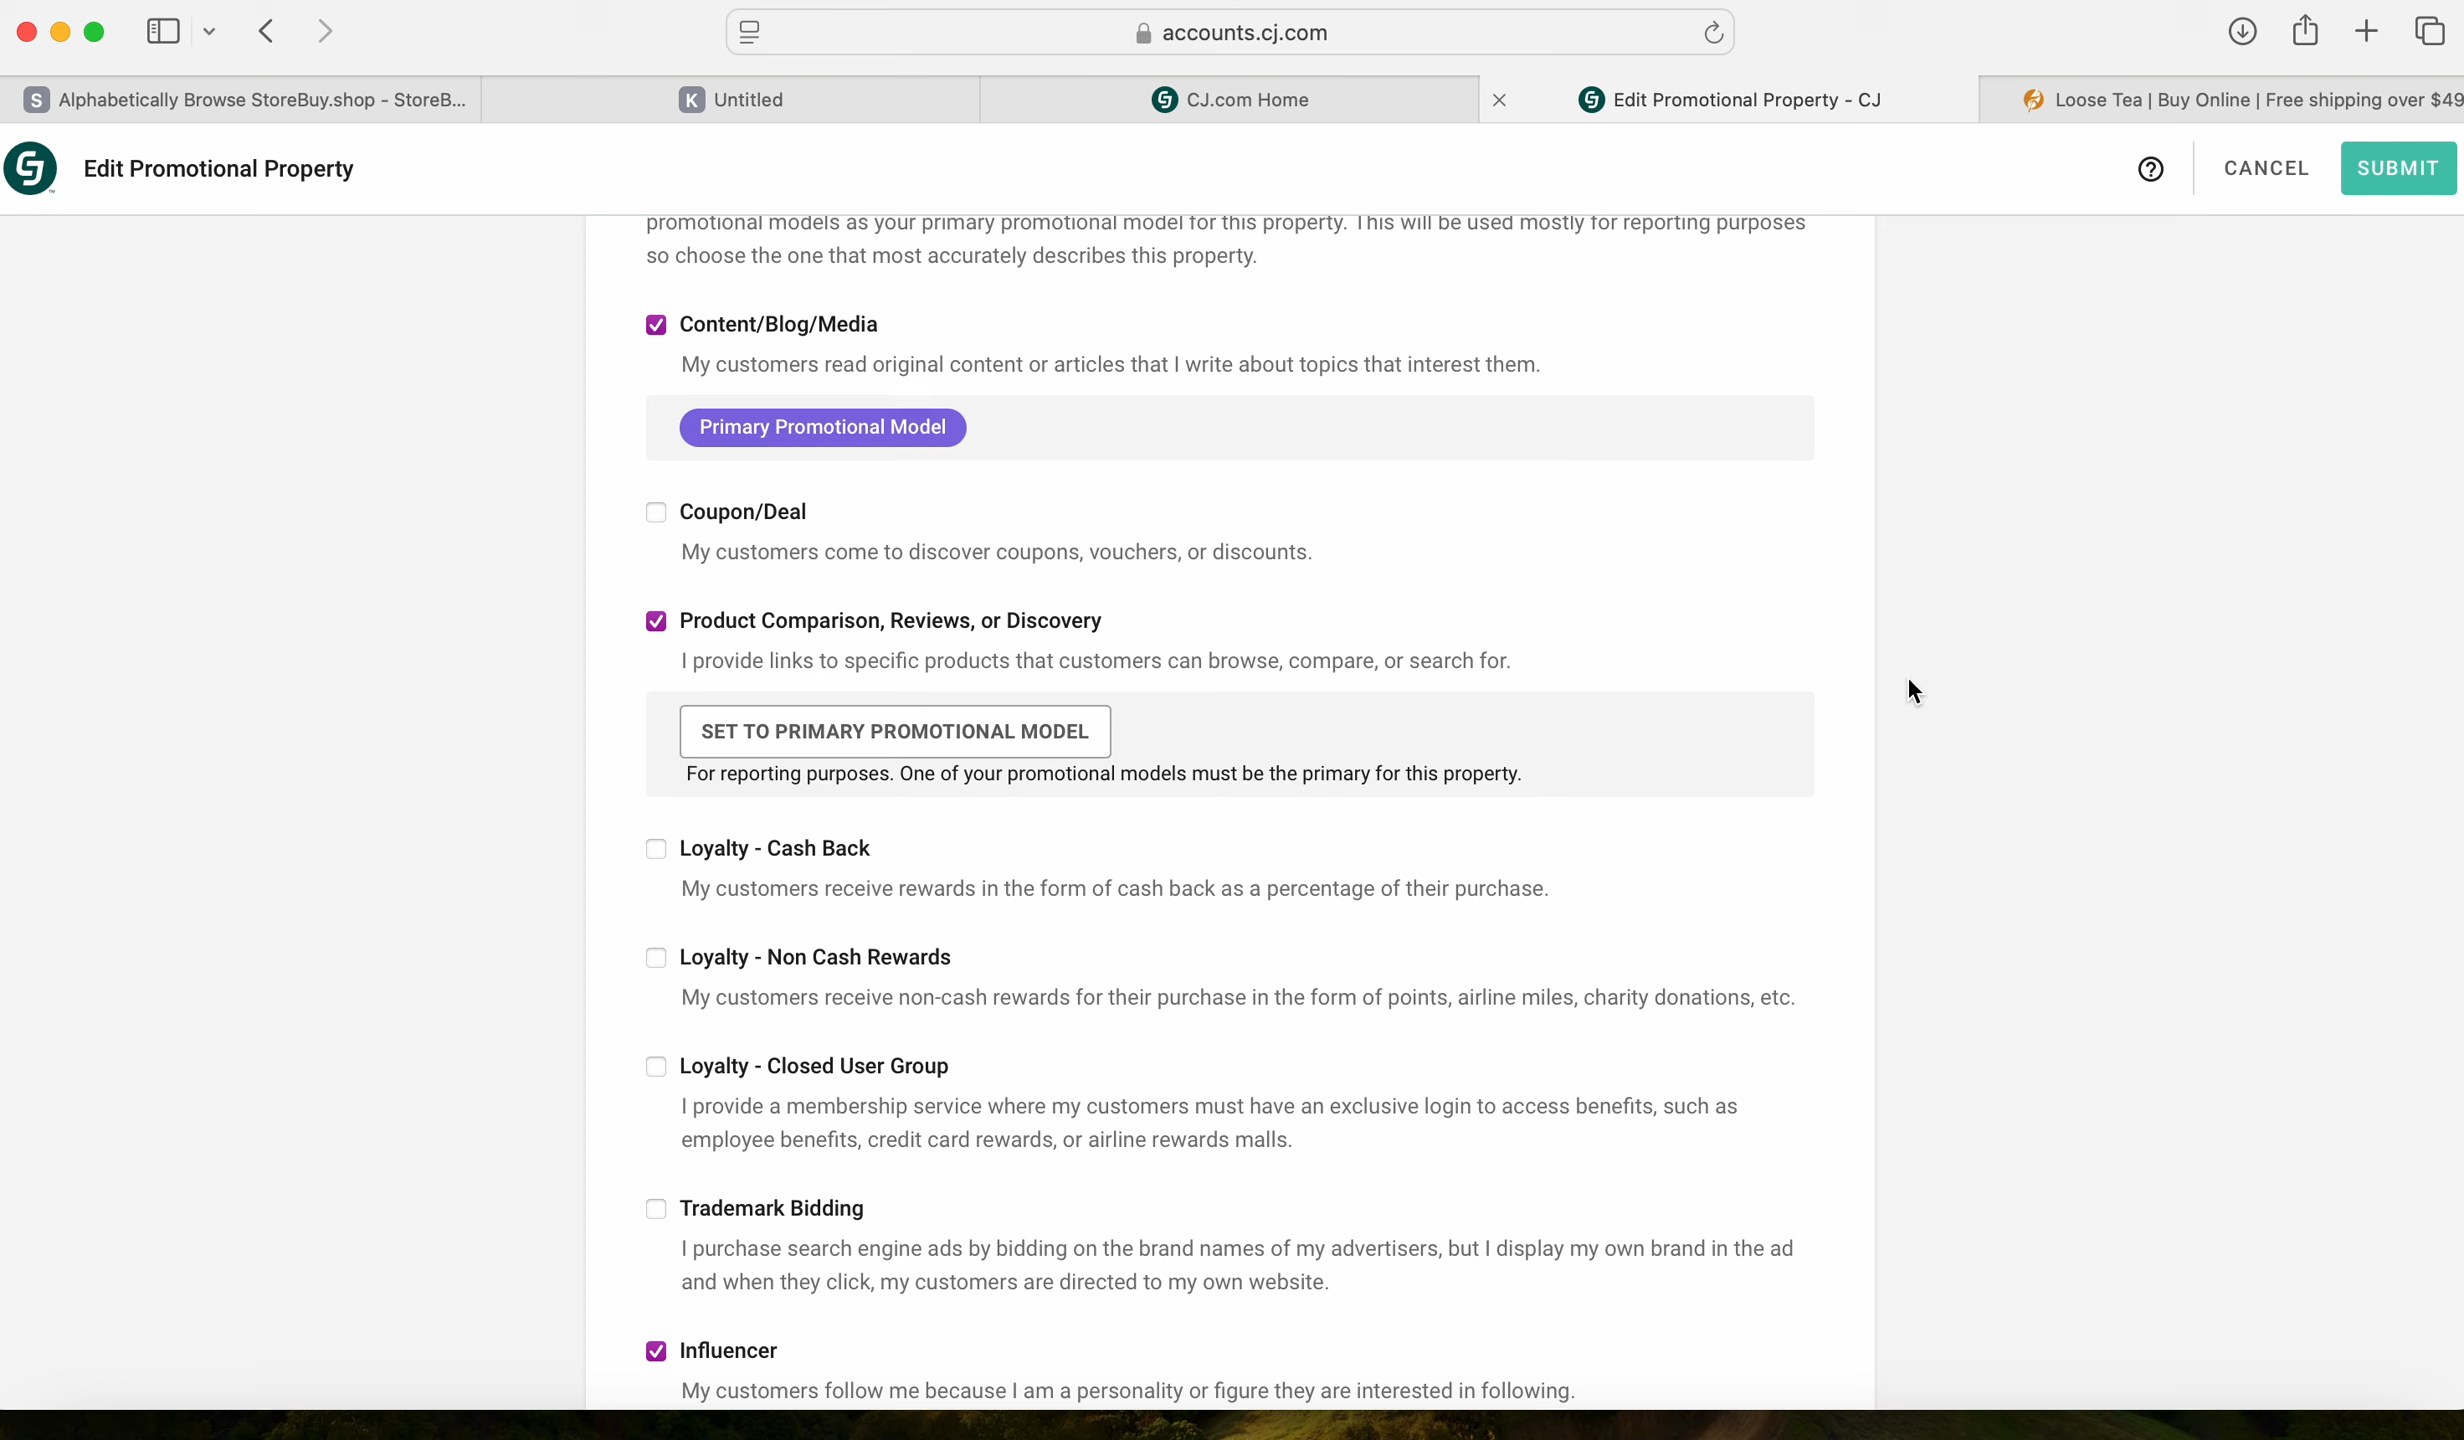 accounts.cj.com
S Alphabetically Browse StoreBuy.shop - StoreB...
K Untitled
CJ.com Home
Edit Promotional Property - CJ
Loose Tea | Buy Online | Free shipping over $49
Edit Promotional Property
CANCEL
SUBMIT
promotional models as your primary promotional model for this property. This will be used mostly for reporting purposes
so choose the one that most accurately describes this property.
Content/Blog/Media
My customers read original content or articles that I write about topics that interest them.
Primary Promotional Model
Coupon/Deal
My customers come to discover coupons, vouchers, or discounts.
Product Comparison, Reviews, or Discovery
I provide links to specific products that customers can browse, compare, or search for.
SET TO PRIMARY PROMOTIONAL MODEL
For reporting purposes. One of your promotional models must be the primary for this property.
Loyalty - Cash Back
My customers receive rewards in the form of cash back as a percentage of their purchase.
Loyalty - Non Cash Rewards
My customers receive non-cash rewards for their purchase in the form of points, airline miles, charity donations, etc.
Loyalty - Closed User Group
I provide a membership service where my customers must have an exclusive login to access benefits, such as
employee benefits, credit card rewards, or airline rewards malls.
Trademark Bidding
I purchase search engine ads by bidding on the brand names of my advertisers, but I display my own brand in the ad
and when they click, my customers are directed to my own website.
Influencer
My customers follow me because I am a personality or figure they are interested in following.